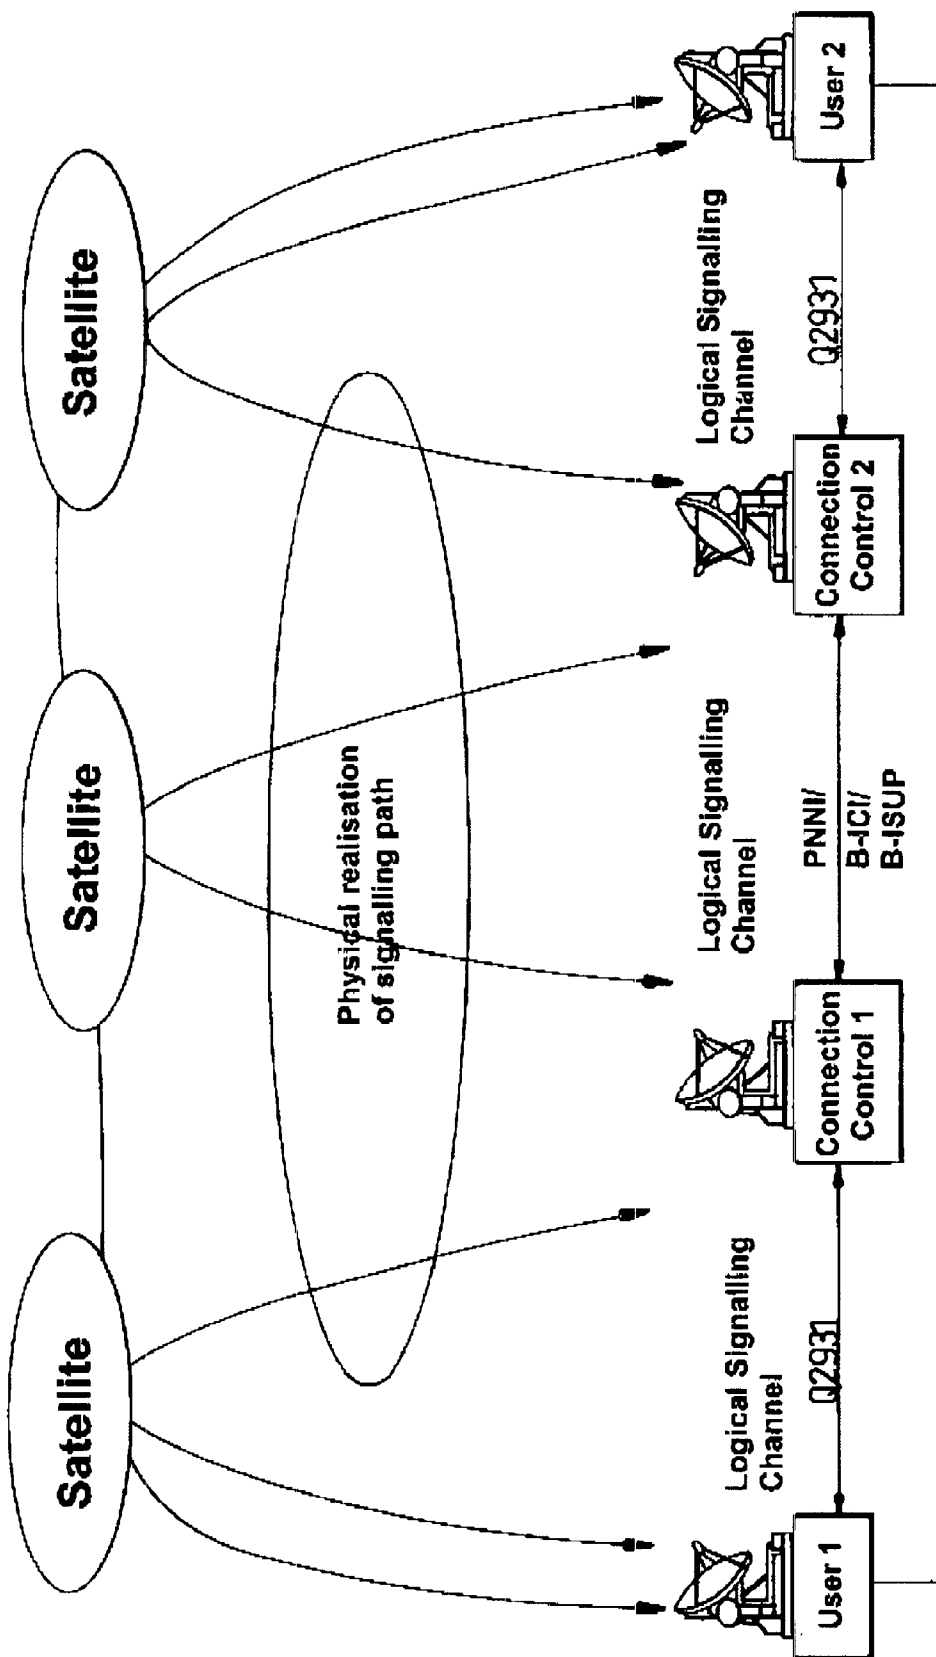 Satellite
Satellite
Satellite
Physical realisation
of signalling path
Logical Signalling
Channel
Logical Signalling
Channel
Logical Signalling
Channel
User 1
Q2931
Connection
Control 1
PNNI/
B-ICI/
B-ISUP
Connection
Control 2
Q2931
User 2